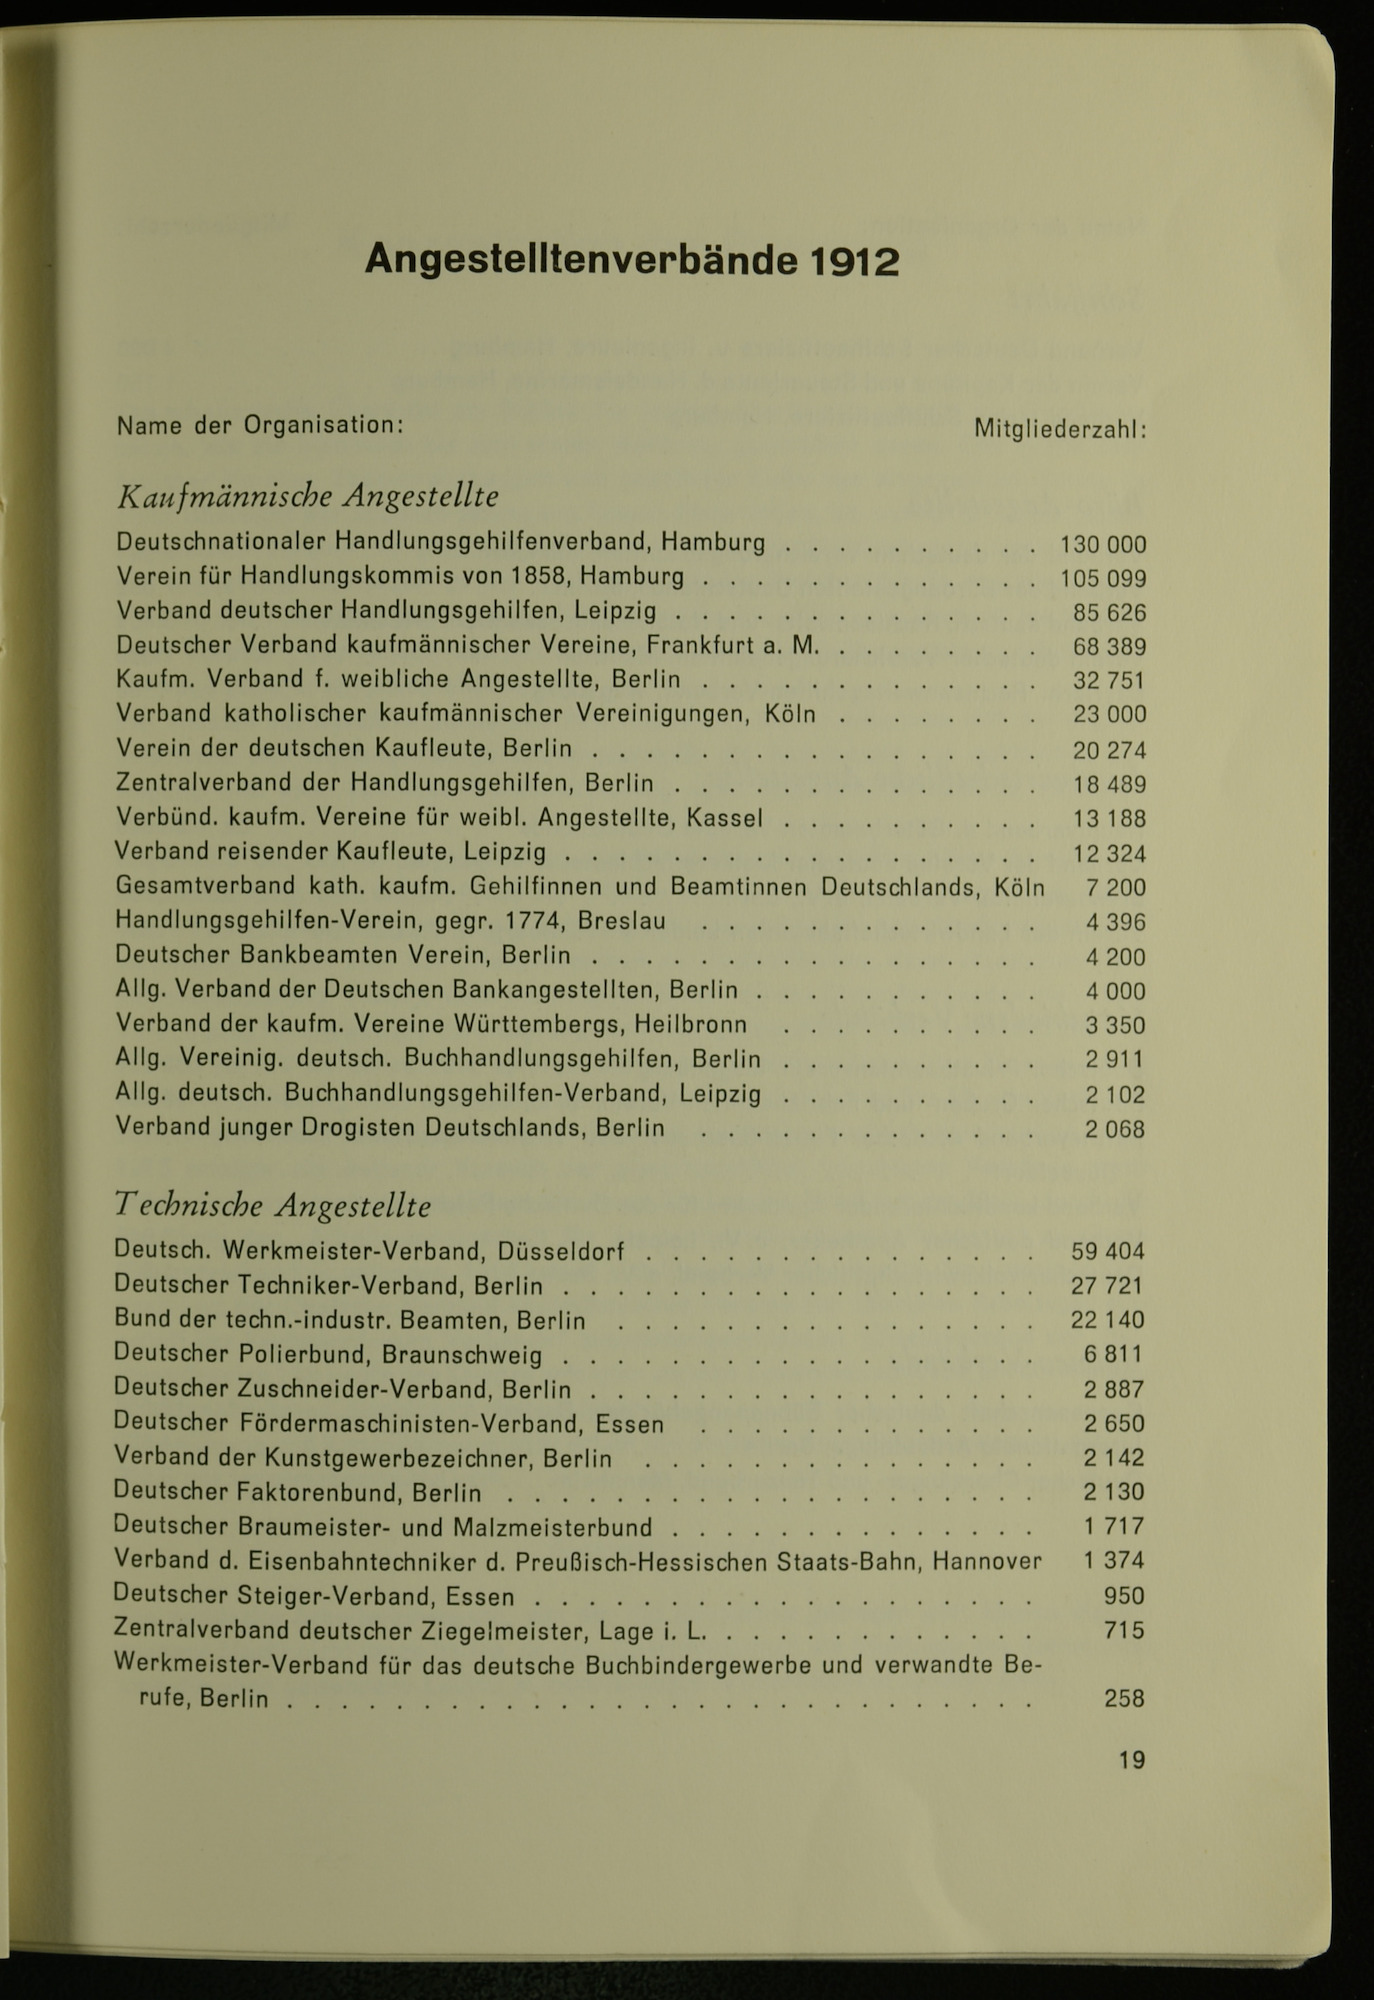 Angestelltenverbände 1912
Name der Organisation: Mitgliederzahl:
Kaufmännische Angestellte
Deutschnationaler Handlungsgehilfenverband, Hamburg . . . . . . . . . . 130 000
Verein für Handlungskommis von 1858, Hamburg . . . . . . . . . . . . . 105 099
Verband deutscher Handlungsgehilfen, Leipzig . . . . . . . . . . . . . . 85 626
Deutscher Verband kaufmännischer Vereine, Frankfurt a. M. . . . . . . . . 68 389
Kaufm. Verband f. weibliche Angestellte, Berlin . . . . . . . . . . . . . 32 751
Verband katholischer kaufmännischer Vereinigungen, Köln . . . . . . . . 23 000
Verein der deutschen Kaufleute, Berlin . . . . . . . . . . . . . . . . . 20 274
Zentralverband der Handlungsgehilfen, Berlin . . . . . . . . . . . . . . 18 489
Verbünd. kaufm. Vereine für weibl. Angestellte, Kassel . . . . . . . . . . 13 188
Verband reisender Kaufleute, Leipzig . . . . . . . . . . . . . . . . . . 12 324
Gesamtverband kath. kaufm. Gehilfinnen und Beamtinnen Deutschlands, Köln 7 200
Handlungsgehilfen-Verein, gegr. 1774, Breslau . . . . . . . . . . . . . 4 396
Deutscher Bankbeamten Verein, Berlin . . . . . . . . . . . . . . . . . 4 200
Allg. Verband der Deutschen Bankangestellten, Berlin . . . . . . . . . . . 4 000
Verband der kaufm. Vereine Württembergs, Heilbronn . . . . . . . . . . 3 350
Allg. Vereinig. deutsch. Buchhandlungsgehilfen, Berlin . . . . . . . . . . 2 911
Allg. deutsch. Buchhandlungsgehilfen-Verband, Leipzig . . . . . . . . . . 2 102
Verband junger Drogisten Deutschlands, Berlin . . . . . . . . . . . . . 2 068
Technische Angestellte
Deutsch. Werkmeister-Verband, Düsseldorf . . . . . . . . . . . . . . . 59 404
Deutscher Techniker-Verband, Berlin . . . . . . . . . . . . . . . . . . 27 721
Bund der techn.-industr. Beamten, Berlin . . . . . . . . . . . . . . . . 22 140
Deutscher Polierbund, Braunschweig . . . . . . . . . . . . . . . . . . 6 811
Deutscher Zuschneider-Verband, Berlin . . . . . . . . . . . . . . . . . 2 887
Deutscher Fördermaschinisten-Verband, Essen . . . . . . . . . . . . . 2 650
Verband der Kunstgewerbezeichner, Berlin . . . . . . . . . . . . . . . 2 142
Deutscher Faktorenbund, Berlin . . . . . . . . . . . . . . . . . . . . 2 130
Deutscher Braumeister- und Malzmeisterbund . . . . . . . . . . . . . . 1 717
Verband d. Eisenbahntechniker d. Preußisch-Hessischen Staats-Bahn, Hannover 1 374
Deutscher Steiger-Verband, Essen . . . . . . . . . . . . . . . . . . . 950
Zentralverband deutscher Ziegelmeister, Lage i. L. . . . . . . . . . . . . 715
Werkmeister-Verband für das deutsche Buchbindergewerbe und verwandte Be-
rufe, Berlin . . . . . . . . . . . . . . . . . . . . . . . . . . . . 258
19